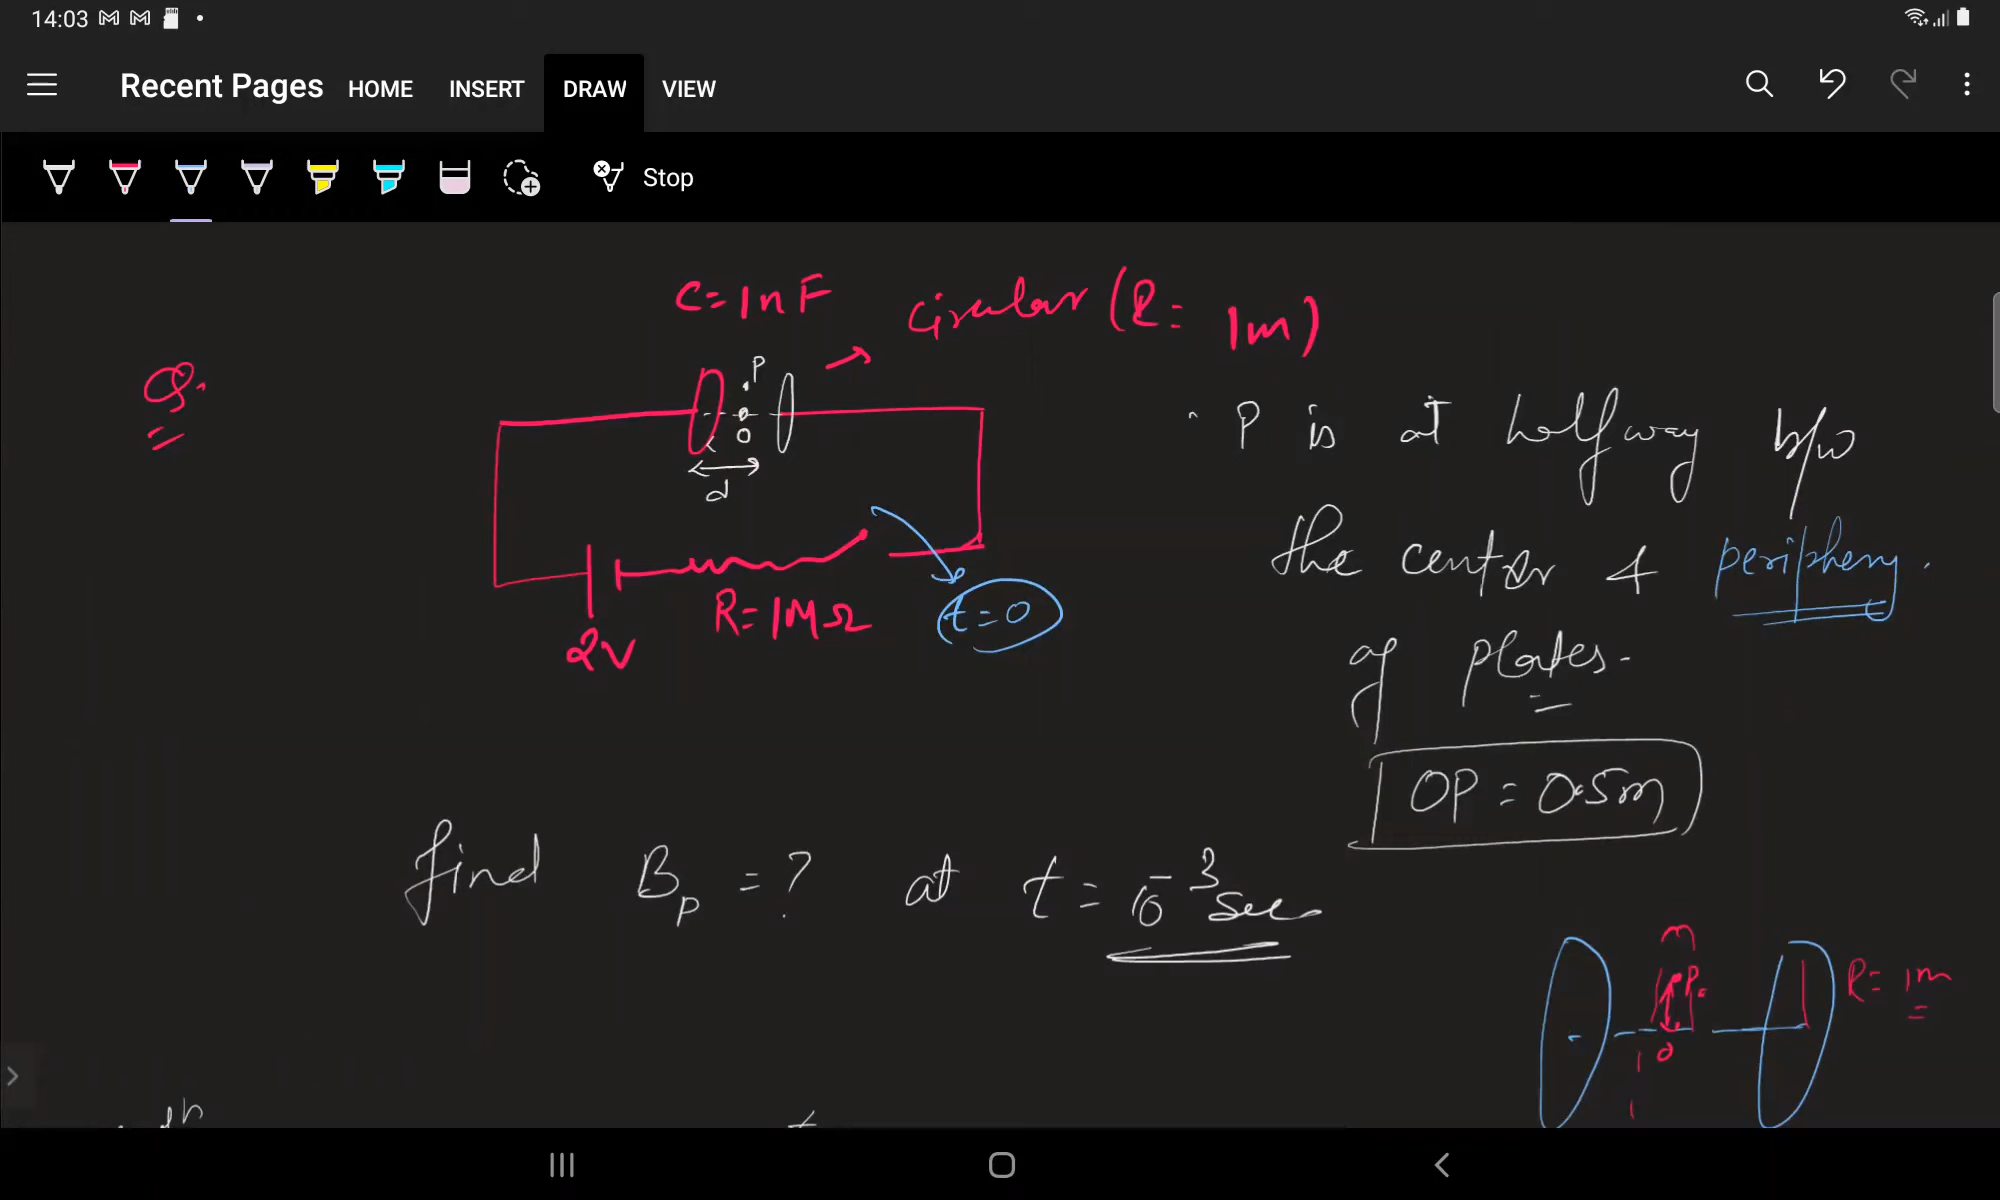 14:03
Recent Pages HOME INSERT DRAW VIEW
Stop
C=1nF
Circular (R= 1m)
Q.
P
O
d
2V
R=1MΩ
t=0
· P is at halfway b/w
the center & periphery.
of plates.
OP = 0.5m
find Bp = ? at t = 10⁻³ sec
P.
O
R= 1m